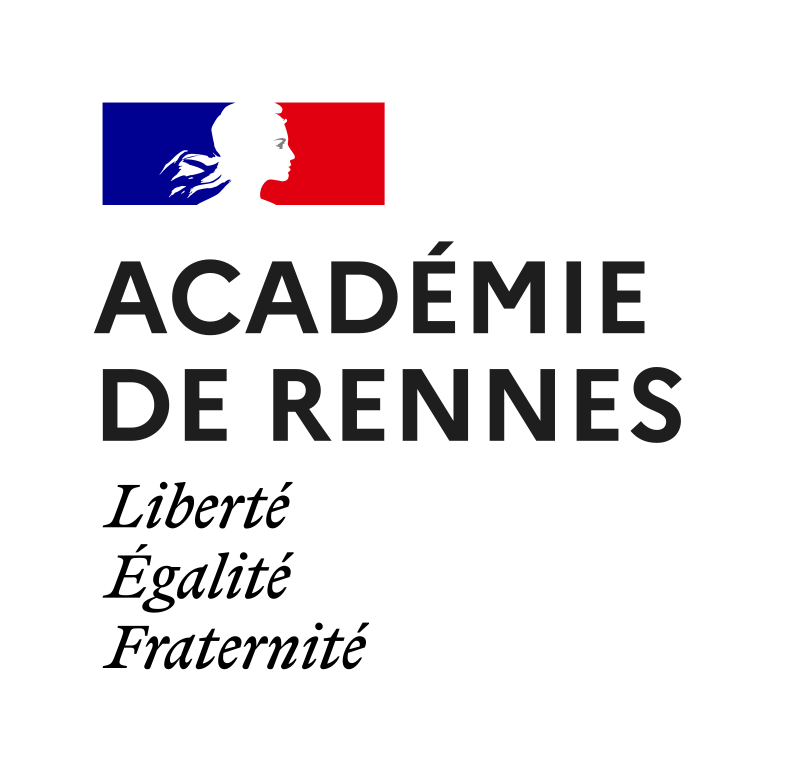 ACADÉMIE
DE RENNES
Liberté
Égalité
Fraternité